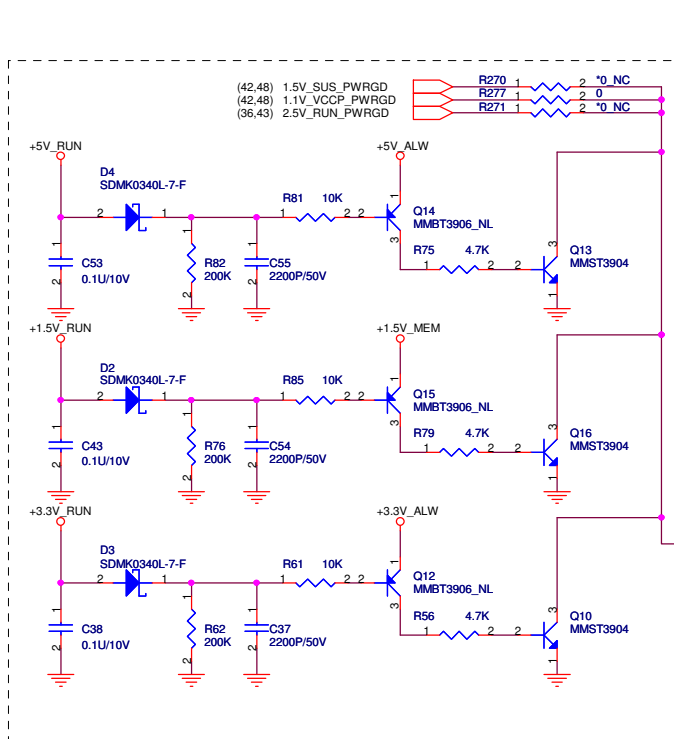 (42,48) 1.5V_SUS_PWRGD R270 1 2 *0_NC
(42,48) 1.1V_VCCP_PWRGD R277 1 2 0
(36,43) 2.5V_RUN_PWRGD R271 1 2 *0_NC
+5V_RUN +5V_ALW
D4
SDMK0340L-7-F
R81 10K
2 1 1 2 2
1
Q14
MMBT3906_NL
3
R75 4.7K
1 2 2
3
Q13
MMST3904
1
1
C53
0.1U/10V
2
1
R82
200K
2
1
C55
2200P/50V
2
+1.5V_RUN +1.5V_MEM
D2
SDMK0340L-7-F
R85 10K
2 1 1 2 2
1
Q15
MMBT3906_NL
3
R79 4.7K
1 2 2
3
Q16
MMST3904
1
1
C43
0.1U/10V
2
1
R76
200K
2
1
C54
2200P/50V
2
+3.3V_RUN +3.3V_ALW
D3
SDMK0340L-7-F
R61 10K
2 1 1 2 2
1
Q12
MMBT3906_NL
3
R56 4.7K
1 2 2
3
Q10
MMST3904
1
1
C38
0.1U/10V
2
1
R62
200K
2
1
C37
2200P/50V
2